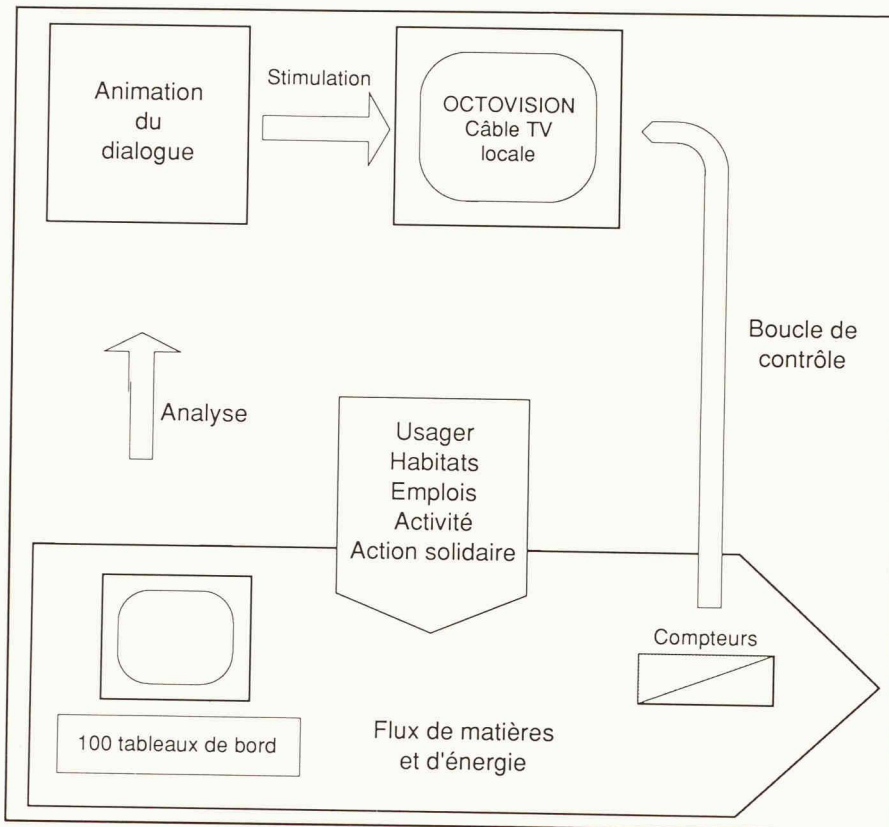 Animation
du
dialogue
Stimulation
OCTOVISION
Câble TV
locale
Boucle de
contrôle
Analyse
Usager
Habitats
Emplois
Activité
Action solidaire
Compteurs
100 tableaux de bord
Flux de matières
et d'énergie